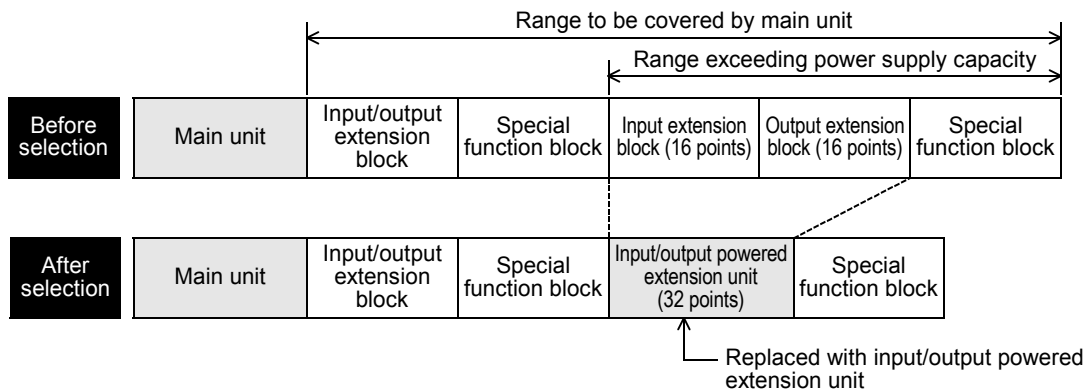 Range to be covered by main unit
Range exceeding power supply capacity
Before
selection
Main unit
Input/output
extension
block
Special
function block
Input extension
block (16 points)
Output extension
block (16 points)
Special
function block
After
selection
Main unit
Input/output
extension
block
Special
function block
Input/output powered
extension unit
(32 points)
Special
function block
Replaced with input/output powered
extension unit